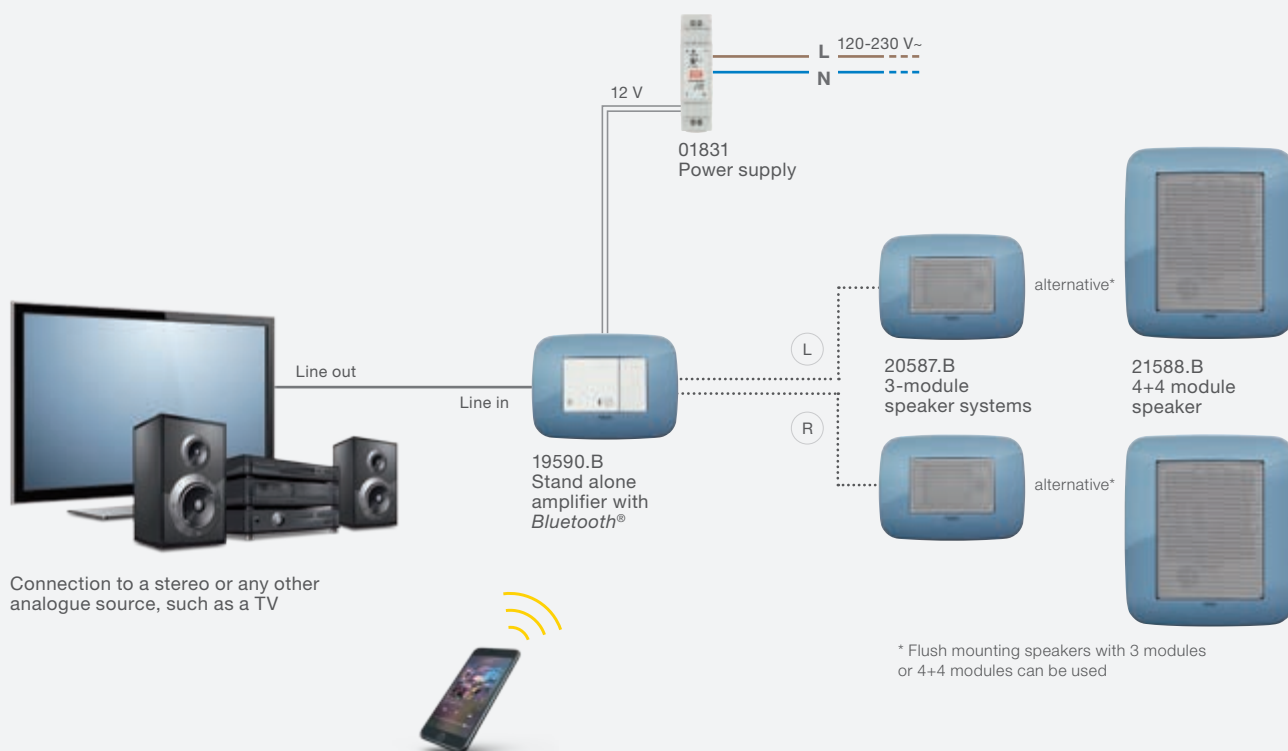 L
120-230 V~
N
12 V
01831
Power supply
alternative*
L
20587.B
3-module
speaker systems
21588.B
4+4 module
speaker
Line out
Line in
R
19590.B
Stand alone
amplifier with
Bluetooth®
alternative*
Connection to a stereo or any other
analogue source, such as a TV
* Flush mounting speakers with 3 modules
or 4+4 modules can be used